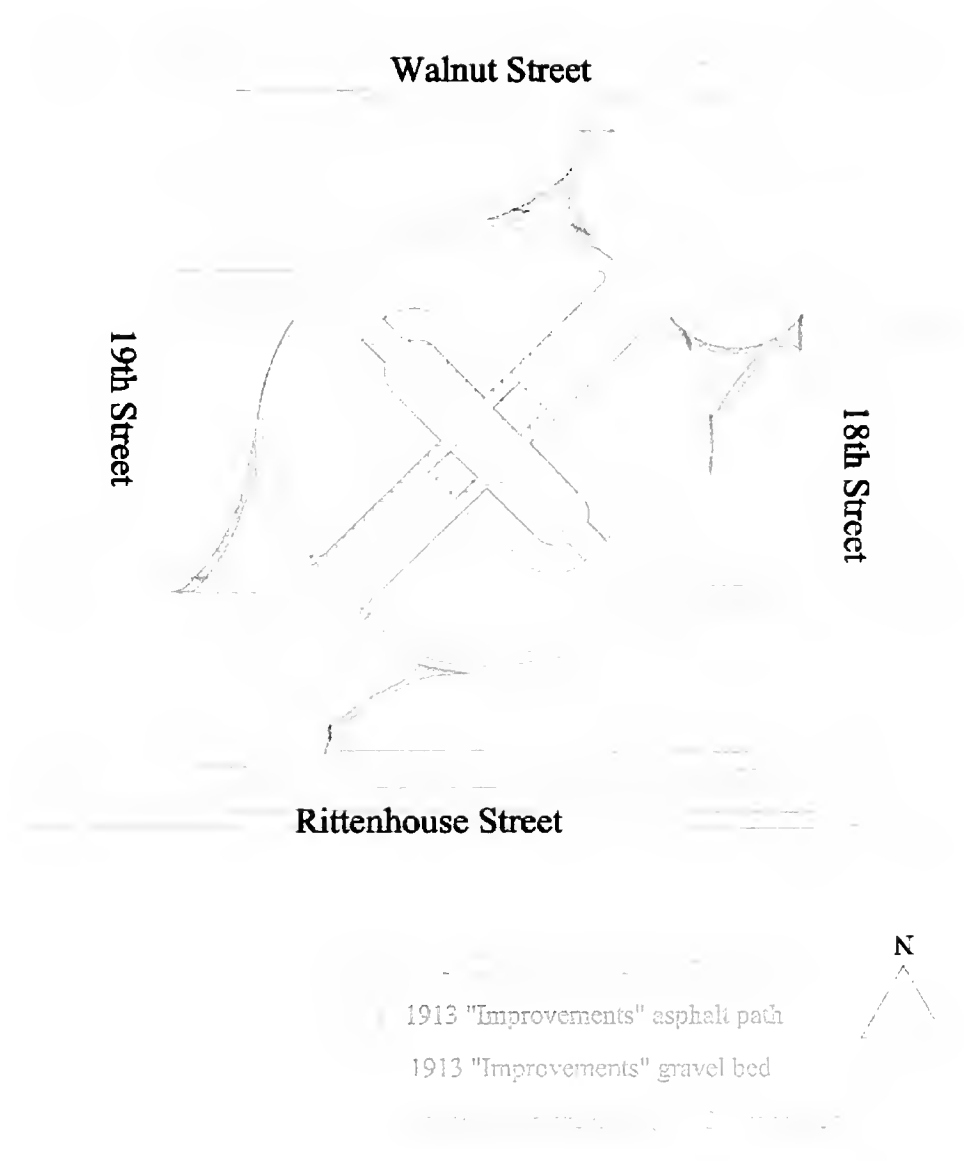 Walnut Street
19th Street
18th Street
Rittenhouse Street
N
1913 "Improvements" asphalt path
1913 "Improvements" gravel bed